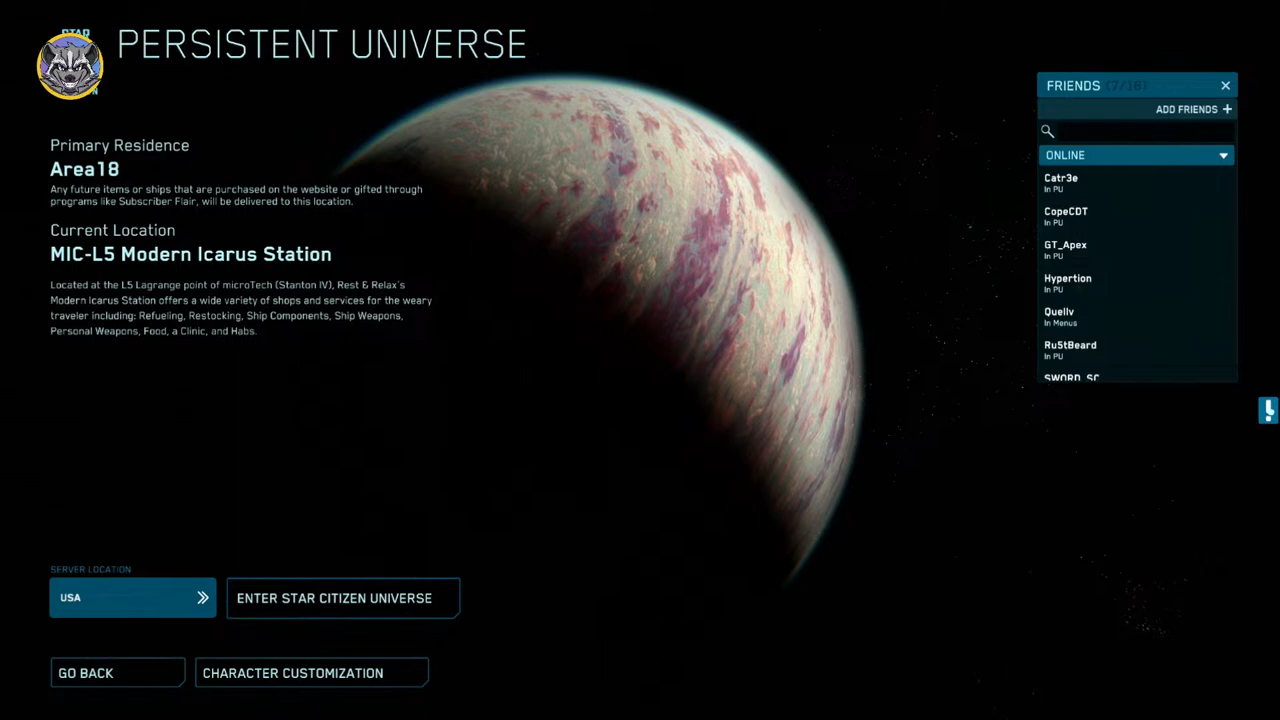 STAR
PERSISTENT UNIVERSE
Primary Residence
Area18
Any future items or ships that are purchased on the website or gifted through
programs like Subscriber Flair, will be delivered to this location.
Current Location
MIC-L5 Modern Icarus Station
Located at the L5 Lagrange point of microTech (Stanton IV), Rest & Relax's
Modern Icarus Station offers a wide variety of shops and services for the weary
traveler including: Refueling, Restocking, Ship Components, Ship Weapons,
Personal Weapons, Food, a Clinic, and Habs.
SERVER LOCATION
USA
ENTER STAR CITIZEN UNIVERSE
GO BACK
CHARACTER CUSTOMIZATION
FRIENDS (7/16)
ADD FRIENDS +
ONLINE
Catr3e
In PU
CopeCDT
In PU
GT_Apex
In PU
Hypertion
In PU
Quellv
In Menus
Ru5tBeard
In PU
SWORD_SC